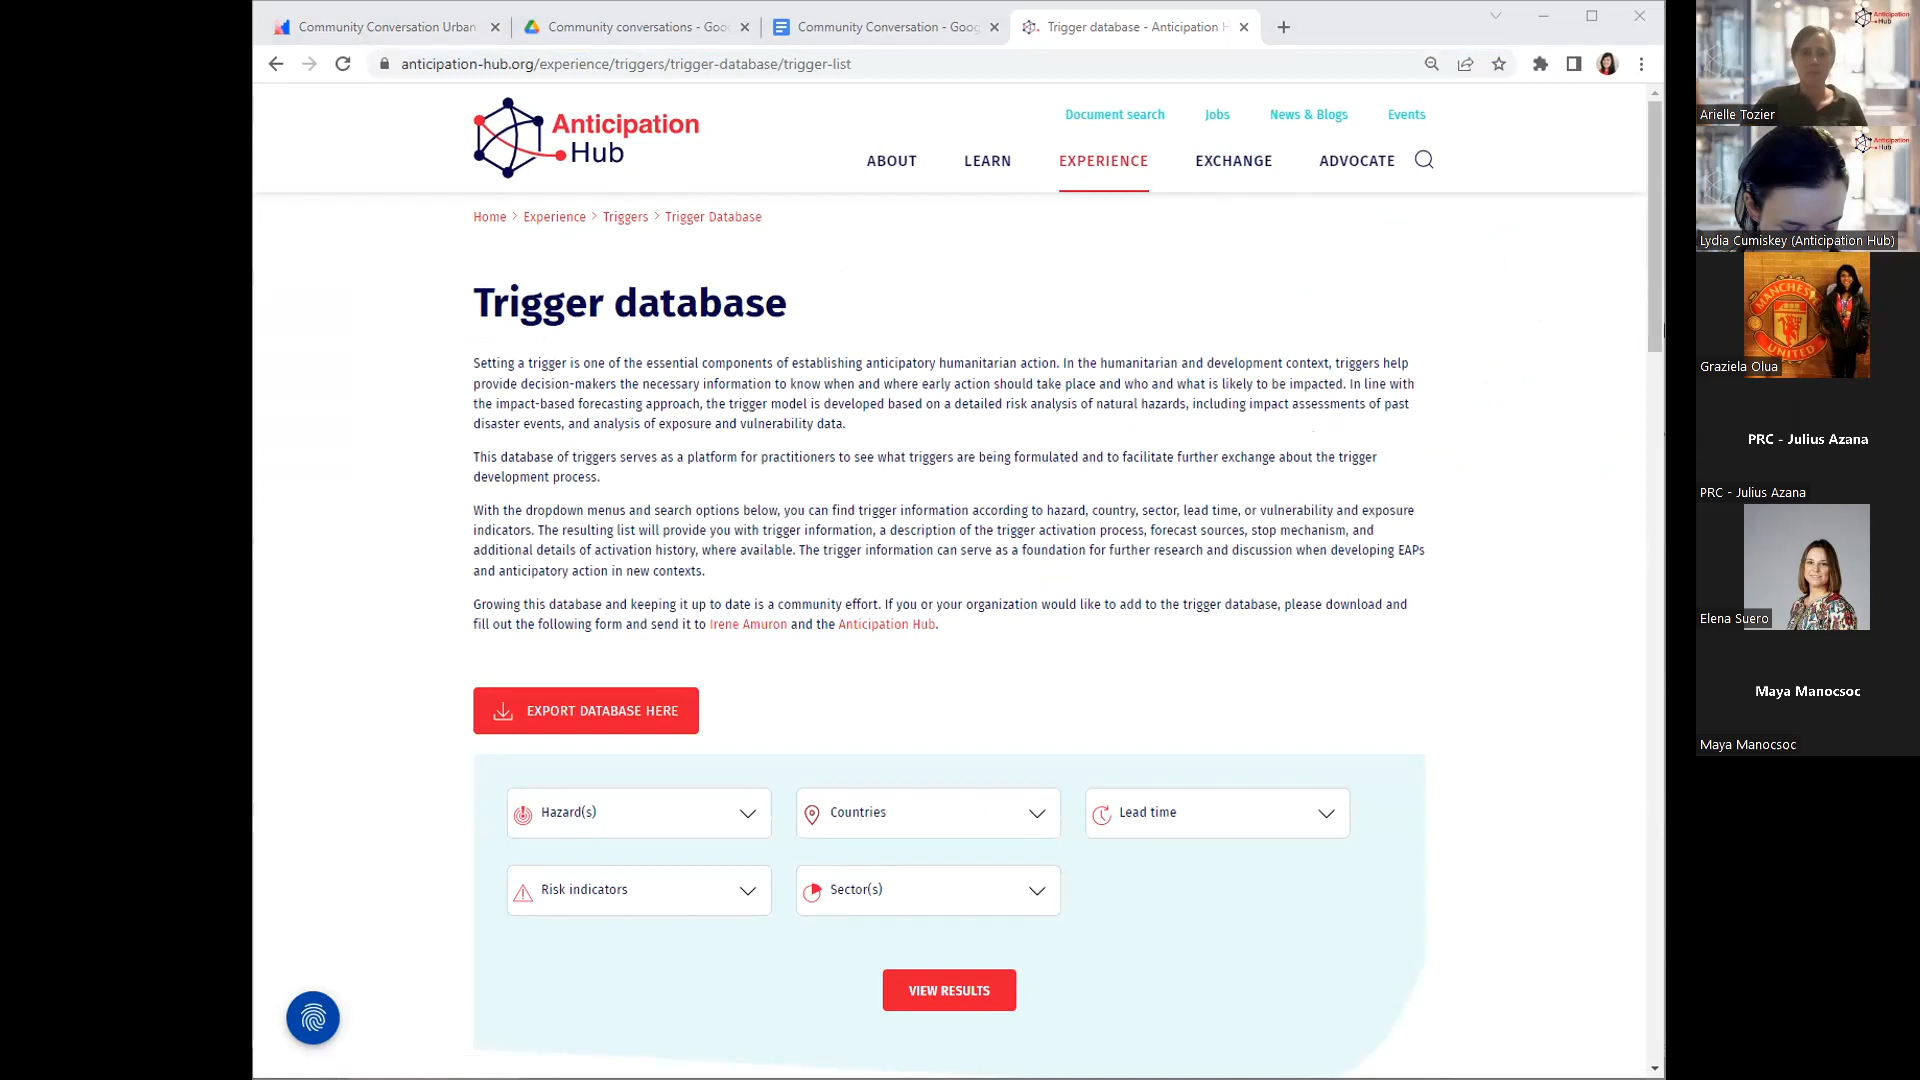 Community Conversation Urban
Community conversations - Goo
Community Conversation - Goog
Trigger database - Anticipation H
anticipation-hub.org/experience/triggers/trigger-database/trigger-list
Anticipation
Hub
Document search
Jobs
News & Blogs
Events
ABOUT
LEARN
EXPERIENCE
EXCHANGE
ADVOCATE
Home > Experience > Triggers > Trigger Database
Trigger database
Setting a trigger is one of the essential components of establishing anticipatory humanitarian action. In the humanitarian and development context, triggers help
provide decision-makers the necessary information to know when and where early action should take place and who and what is likely to be impacted. In line with
the impact-based forecasting approach, the trigger model is developed based on a detailed risk analysis of natural hazards, including impact assessments of past
disaster events, and analysis of exposure and vulnerability data.
This database of triggers serves as a platform for practitioners to see what triggers are being formulated and to facilitate further exchange about the trigger
development process.
With the dropdown menus and search options below, you can find trigger information according to hazard, country, sector, lead time, or vulnerability and exposure
indicators. The resulting list will provide you with trigger information, a description of the trigger activation process, forecast sources, stop mechanism, and
additional details of activation history, where available. The trigger information can serve as a foundation for further research and discussion when developing EAPs
and anticipatory action in new contexts.
Growing this database and keeping it up to date is a community effort. If you or your organization would like to add to the trigger database, please download and
fill out the following form and send it to Irene Amuron and the Anticipation Hub.
EXPORT DATABASE HERE
Hazard(s)
Countries
Lead time
Risk indicators
Sector(s)
VIEW RESULTS
Anticipation
Hub
Arielle Tozier
Anticipation
Hub
Lydia Cumiskey (Anticipation Hub)
MANCHESTER
UNITED
Graziela Olua
PRC - Julius Azana
PRC - Julius Azana
Elena Suero
Maya Manocsoc
Maya Manocsoc